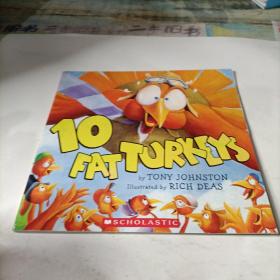 10
FAT TURKEYS
by TONY JOHNSTON
Illustrated by RICH DEAS
SCHOLASTIC